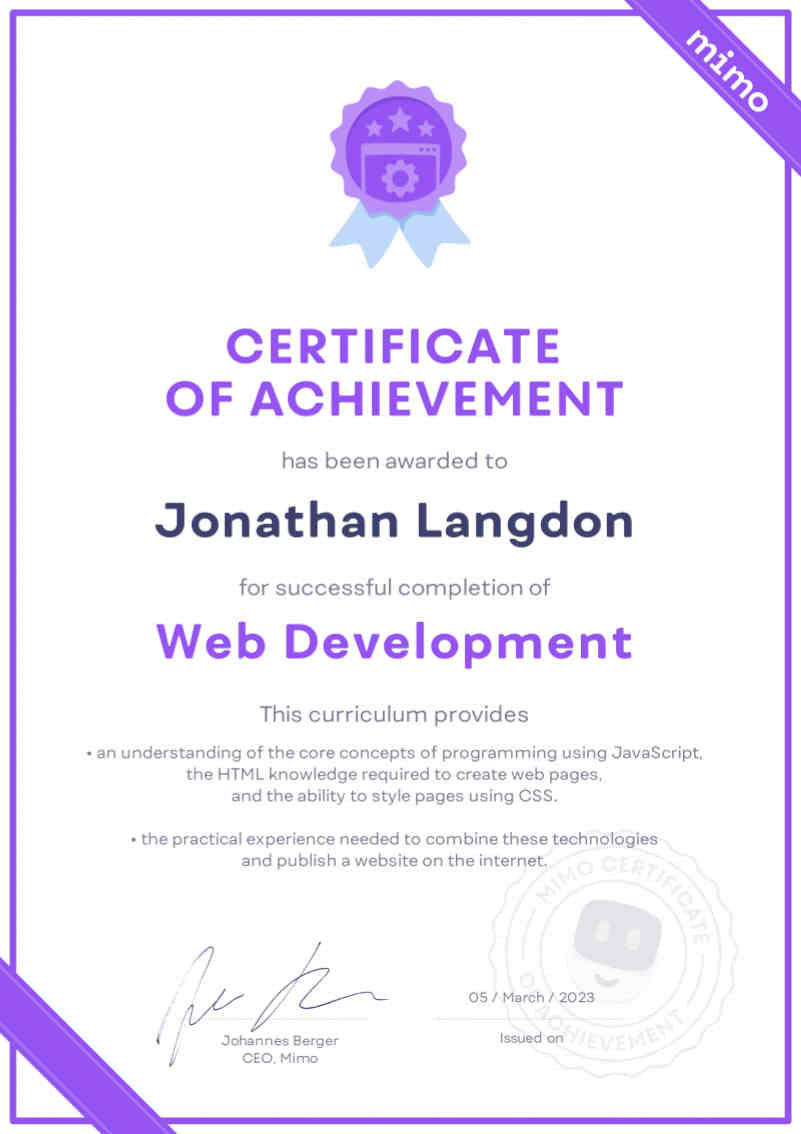 mimo
CERTIFICATE
OF ACHIEVEMENT
has been awarded to
Jonathan Langdon
for successful completion of
Web Development
This curriculum provides
• an understanding of the core concepts of programming using JavaScript,
the HTML knowledge required to create web pages,
and the ability to style pages using CSS.
• the practical experience needed to combine these technologies
and publish a website on the internet.
MIMO CERTIFICATE
OF ACHIEVEMENT
05 / March / 2023
Johannes Berger
CEO, Mimo
Issued on